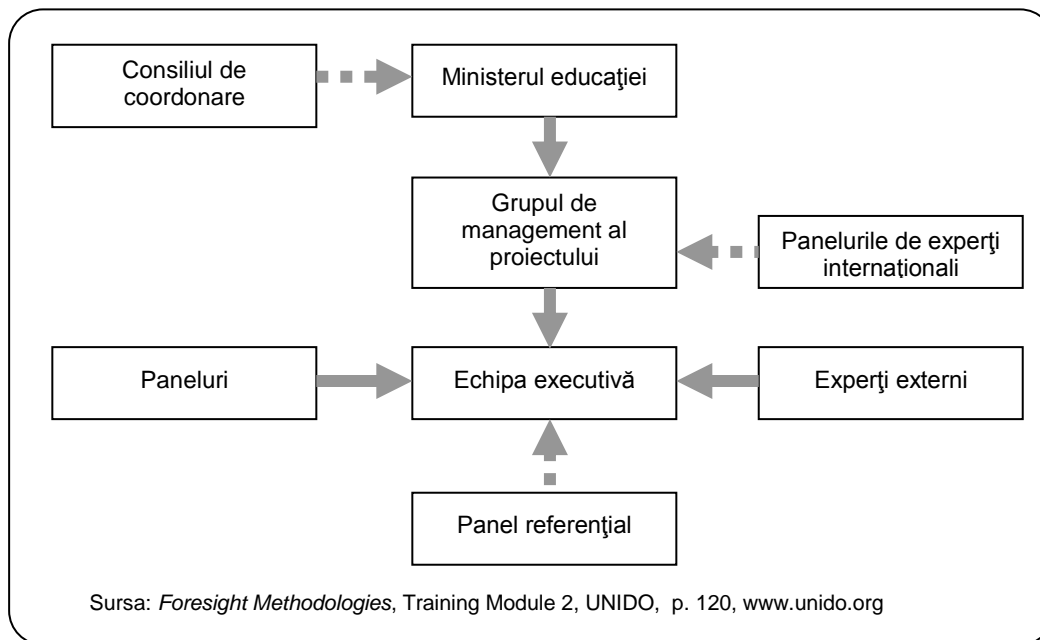 Consiliul de
coordonare
Ministerul educaţiei
Grupul de
management al
proiectului
Panelurile de experţi
internaţionali
Paneluri
Echipa executivă
Experţi externi
Panel referenţial
Sursa: Foresight Methodologies, Training Module 2, UNIDO, p. 120, www.unido.org